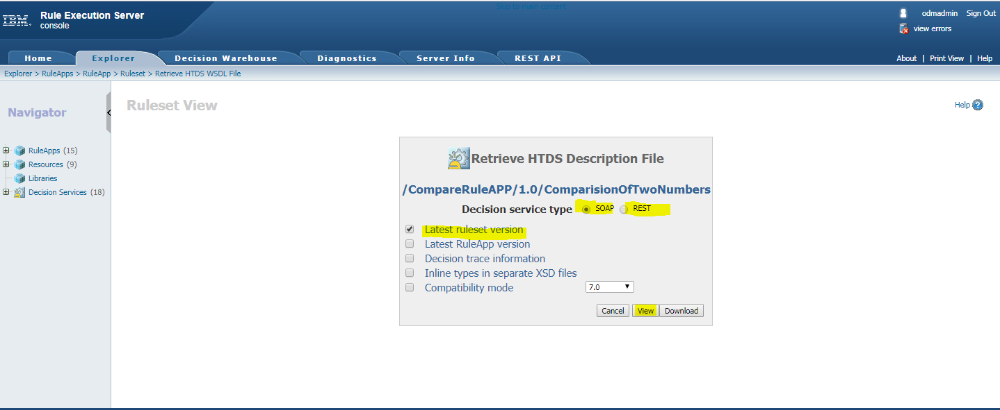 Skip to main content
IBM.
Rule Execution Server
console
odmadmin Sign Out
view errors
Home Explorer Decision Warehouse Diagnostics Server Info REST API
About | Print View | Help
Explorer > RuleApps > RuleApp > Ruleset > Retrieve HTDS WSDL File
Navigator
RuleApps (15)
Resources (9)
Libraries
Decision Services (18)
Ruleset View
Help ?
Retrieve HTDS Description File
/CompareRuleAPP/1.0/ComparisionOfTwoNumbers
Decision service type SOAP REST
Latest ruleset version
Latest RuleApp version
Decision trace information
Inline types in separate XSD files
Compatibility mode 7.0
Cancel View Download